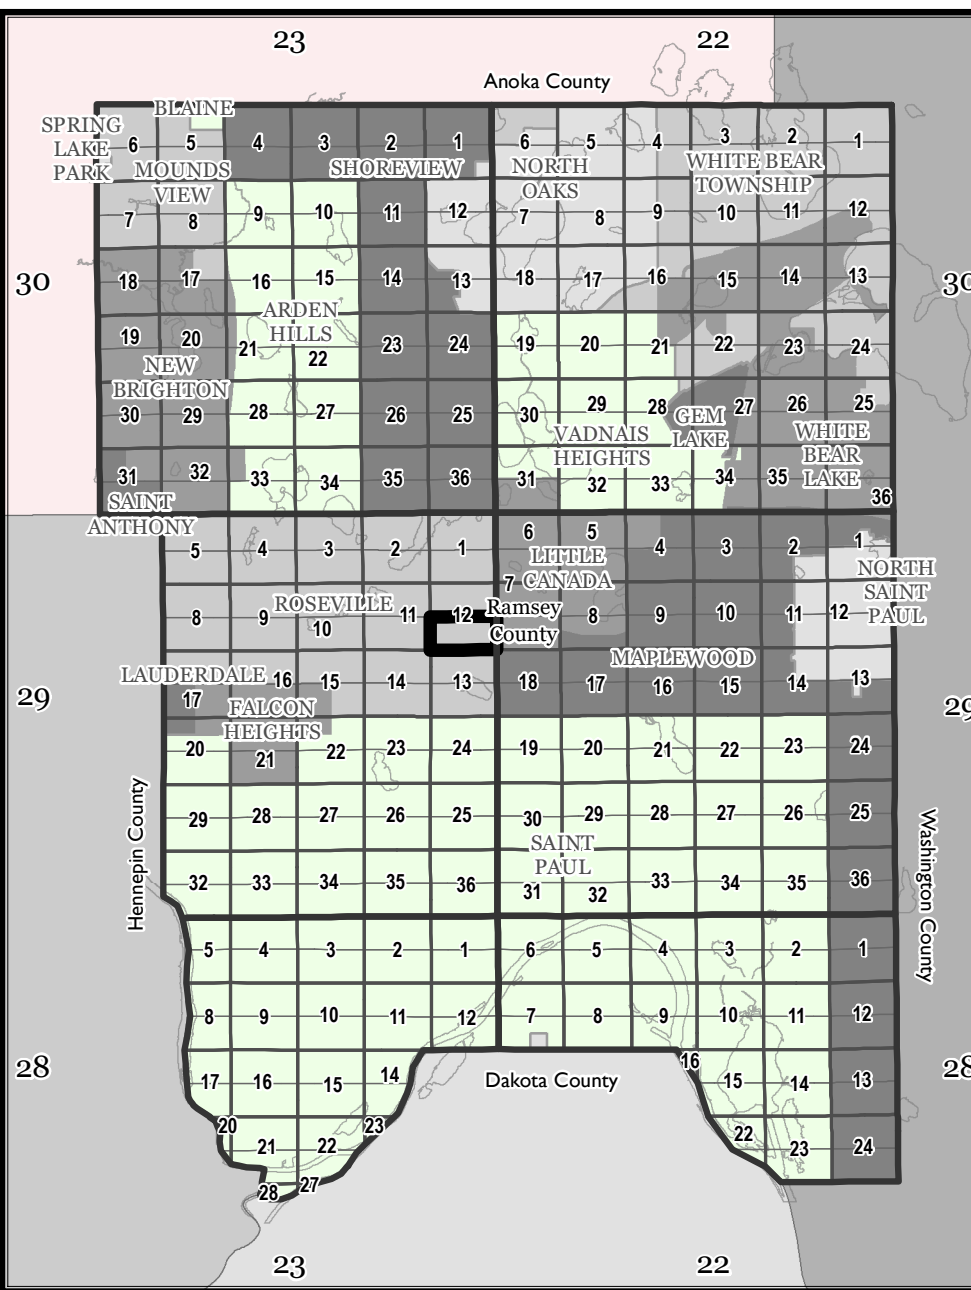 23 22
Anoka County
BLAINE
SPRING
LAKE
PARK
6 5 4 3 2 1 6 5 4 3 2 1
MOUNDS
VIEW
SHOREVIEW
NORTH
OAKS
WHITE BEAR
TOWNSHIP
7 8 9 10 11 12 7 8 9 10 11 12
30 18 17 16 15 14 13 18 17 16 15 14 13 30
ARDEN
HILLS
19 20 21 22 23 24 19 20 21 22 23 24
NEW
BRIGHTON
30 29 28 27 26 25 30 29 28 27 26 25
GEM
LAKE
VADNAIS
HEIGHTS
WHITE
BEAR
LAKE
31 32 33 34 35 36 31 32 33 34 35 36
SAINT
ANTHONY
5 4 3 2 1 6 5 4 3 2 1
LITTLE
CANADA
NORTH
SAINT
PAUL
8 9 10 11 12 7 8 9 10 11 12
ROSEVILLE
Ramsey
County
MAPLEWOOD
LAUDERDALE
29 17 16 15 14 13 18 17 16 15 14 13 29
FALCON
HEIGHTS
20 21 22 23 24 19 20 21 22 23 24
Hennepin County
29 28 27 26 25 30 29 28 27 26 25
Washington County
SAINT
PAUL
32 33 34 35 36 31 32 33 34 35 36
5 4 3 2 1 6 5 4 3 2 1
8 9 10 11 12 7 8 9 10 11 12
28 17 16 15 14 16 15 14 13 28
Dakota County
20 21 22 23 22 23 24
28 27
23 22